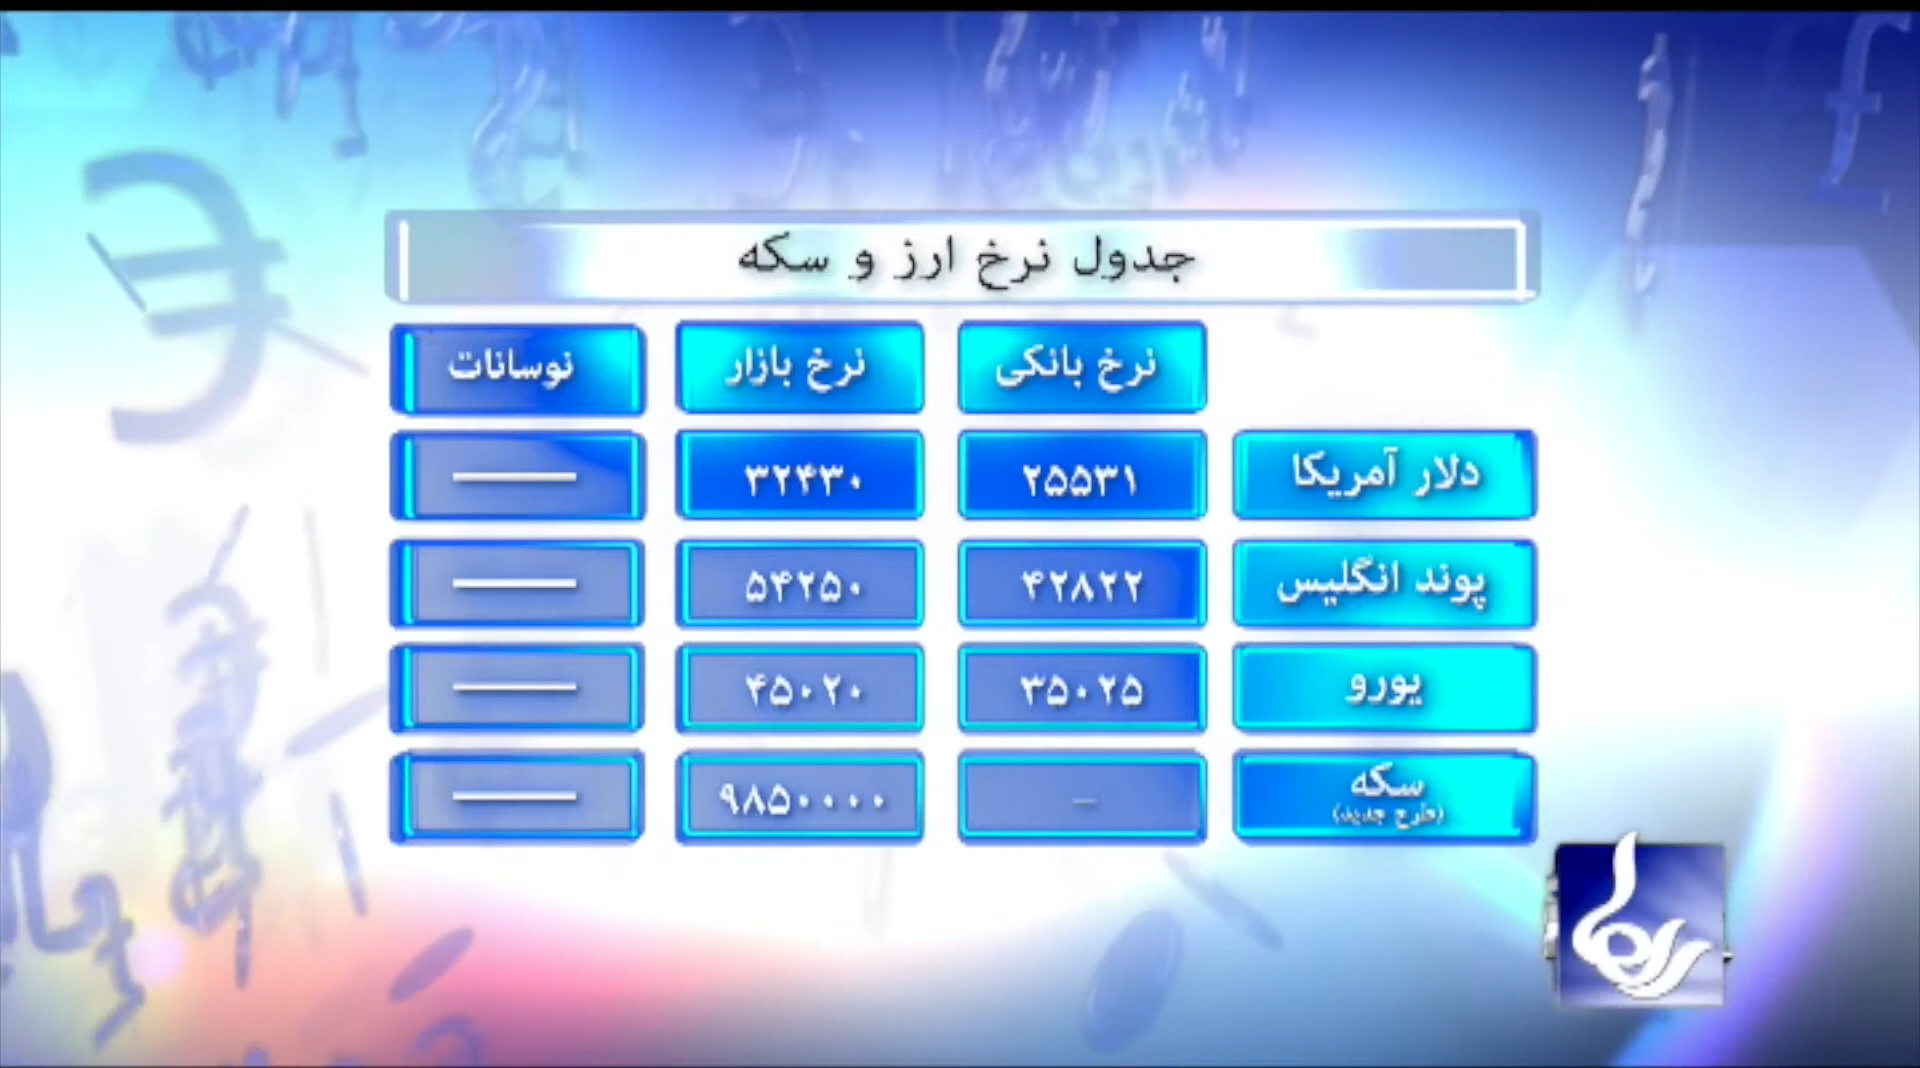 جدول نرخ ارز و سکه
نرخ بانکی نرخ بازار نوسانات
دلار آمریکا ۲۵۵۳۱ ۳۲۴۳۰ —
پوند انگلیس ۴۲۸۲۲ ۵۴۲۵۰ —
یورو ۳۵۰۲۵ ۴۵۰۲۰ —
سکه - ۹۸۵۰۰۰۰ —
(طرح جدید)